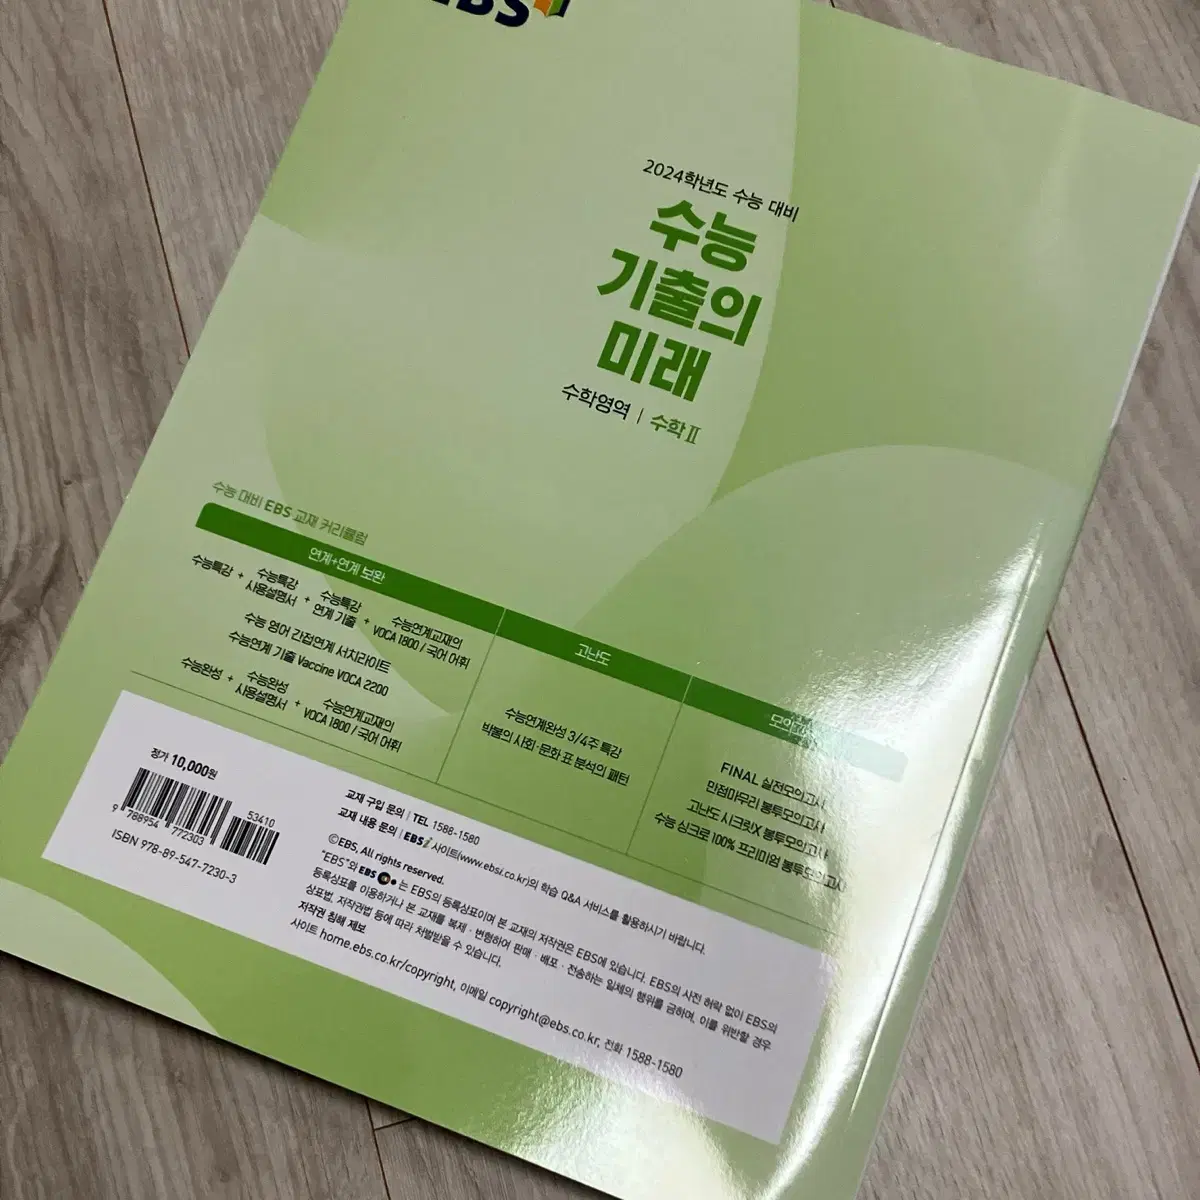 EBS
2024학년도 수능 대비
수능
기출의
미래
수학영역 | 수학Ⅱ
수능 대비 EBS 교재 커리큘럼
연계+연계 보완
수능특강 + 수능특강 사용설명서 + 수능특강 연계 기출 + 수능연계교재의 VOCA 1800 / 국어 어휘
수능 영어 간접연계 서치라이트
수능연계 기출 Vaccine VOCA 2200
수능완성 + 수능완성 사용설명서 + 수능연계교재의 VOCA 1800 / 국어 어휘
고난도
수능연계완성 3/4주 특강
박봄의 사회·문화 표 분석의 패턴
모의고사
FINAL 실전모의고사
만점마무리 봉투모의고사
고난도 시크릿X 봉투모의고사
수능 싱크로 100% 프리미엄 봉투모의고사
정가 10,000원
53410
9 788954 772303
ISBN 978-89-547-7230-3
교재 구입 문의 | TEL 1588-1580
교재 내용 문의 | EBSi 사이트(www.ebsi.co.kr)의 학습 Q&A 서비스를 활용하시기 바랍니다.
©EBS, All rights reserved.
"EBS"와 EBS 는 EBS의 등록상표이며 본 교재의 저작권은 EBS에 있습니다. EBS의 사전 허락 없이 EBS의
등록상표를 이용하거나 본 교재를 복제·변형하여 판매·배포·전송하는 일체의 행위를 금하며, 이를 위반할 경우
상표법, 저작권법 등에 따라 처벌받을 수 있습니다.
저작권 침해 제보
사이트 home.ebs.co.kr/copyright, 이메일 copyright@ebs.co.kr, 전화 1588-1580